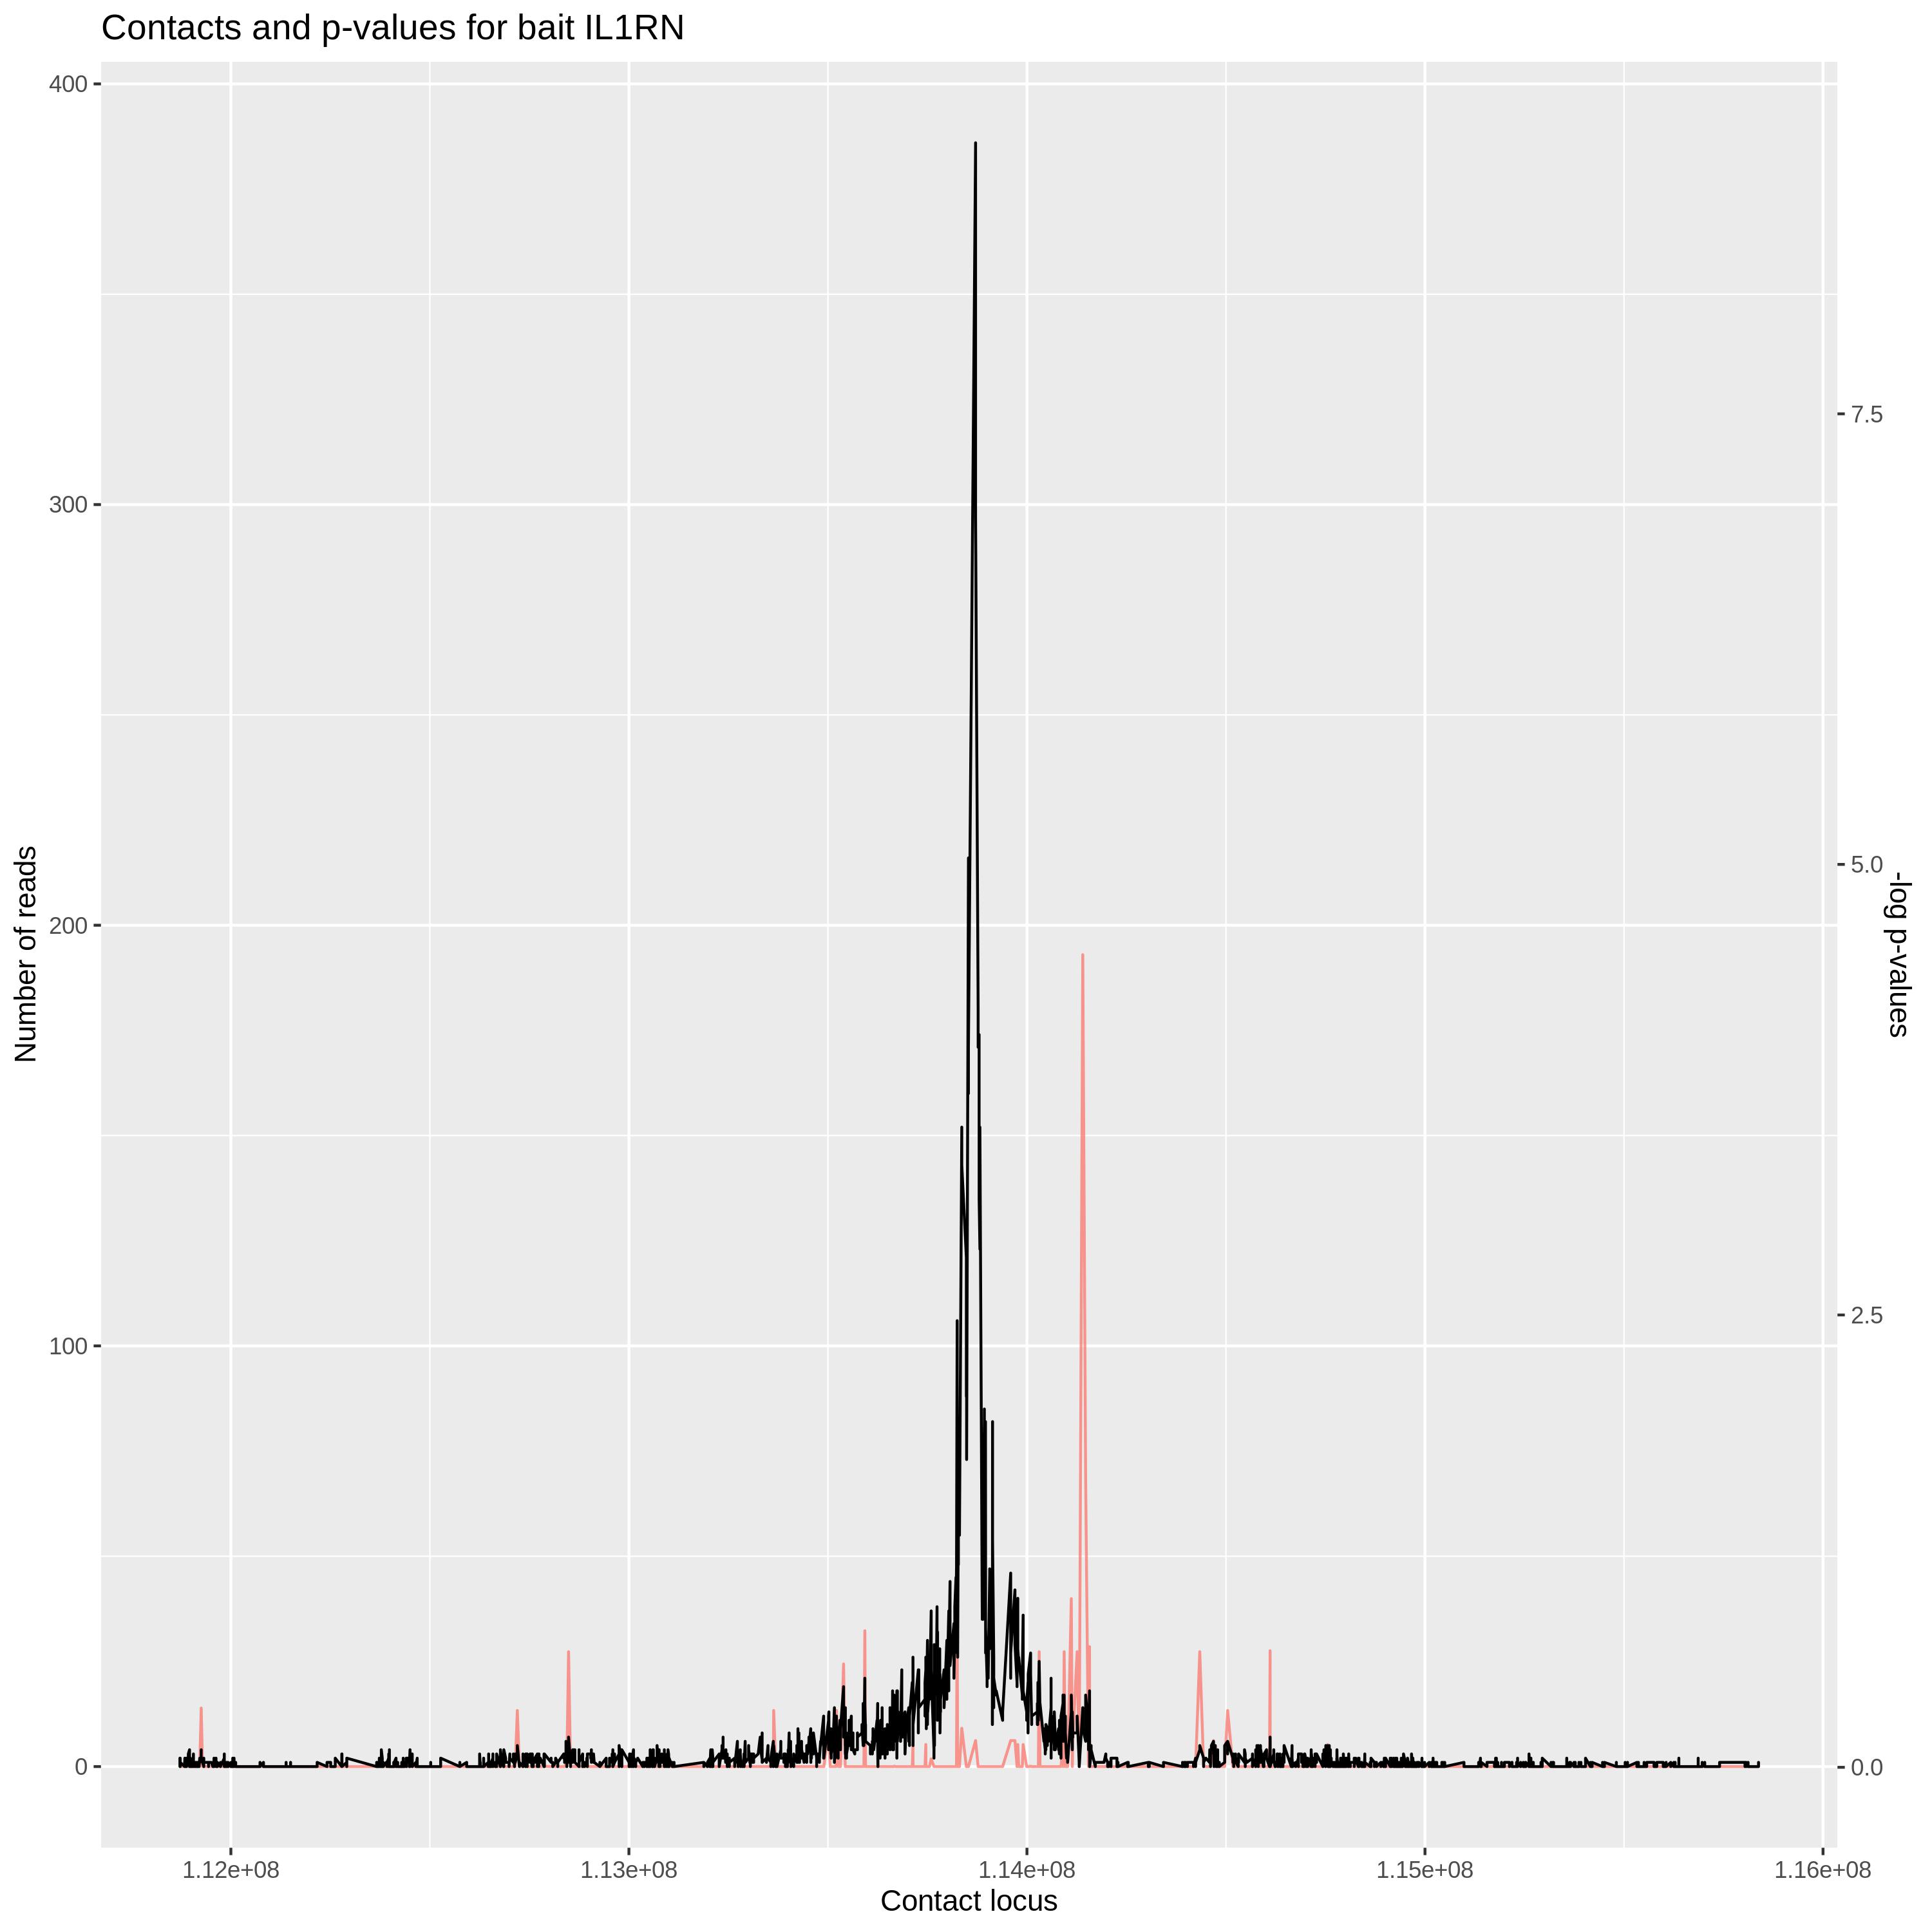 Contacts and p-values for bait IL1RN
400
300
200
100
0
Number of reads
7.5
5.0
2.5
0.0
-log p-values
1.12e+08
1.13e+08
1.14e+08
1.15e+08
1.16e+08
Contact locus